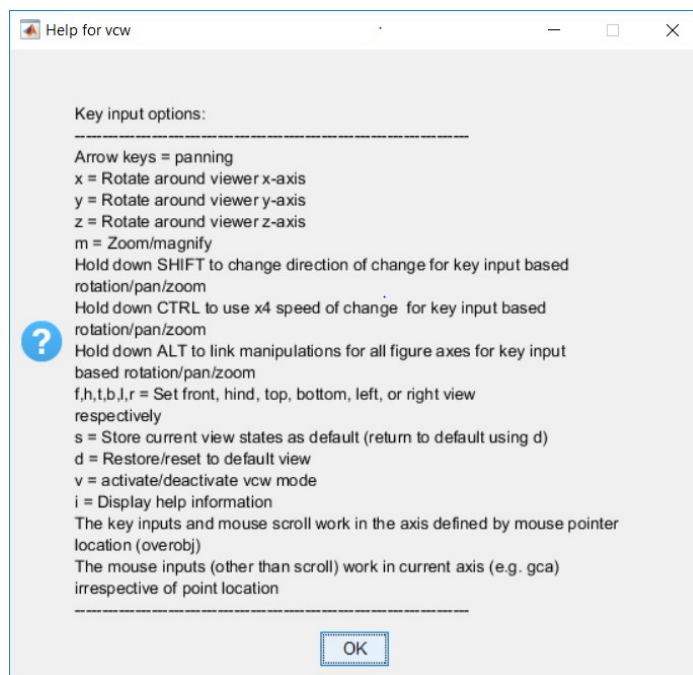 Help for vcw
Key input options:
------------------------------------------------------------------------
Arrow keys = panning
x = Rotate around viewer x-axis
y = Rotate around viewer y-axis
z = Rotate around viewer z-axis
m = Zoom/magnify
Hold down SHIFT to change direction of change for key input based
rotation/pan/zoom
Hold down CTRL to use x4 speed of change  for key input based
rotation/pan/zoom
?
Hold down ALT to link manipulations for all figure axes for key input
based rotation/pan/zoom
f,h,t,b,l,r = Set front, hind, top, bottom, left, or right view
respectively
s = Store current view states as default (return to default using d)
d = Restore/reset to default view
v = activate/deactivate vcw mode
i = Display help information
The key inputs and mouse scroll work in the axis defined by mouse pointer
location (overobj)
The mouse inputs (other than scroll) work in current axis (e.g. gca)
irrespective of point location
------------------------------------------------------------------------
OK